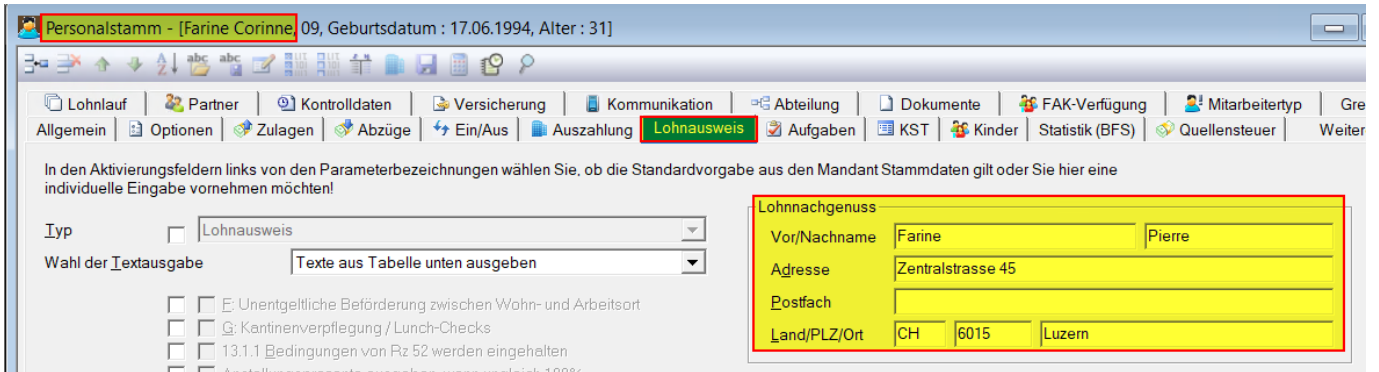 Personalstamm - [Farine Corinne, 09, Geburtsdatum : 17.06.1994, Alter : 31]
Lohnlauf Partner Kontrolldaten Versicherung Kommunikation Abteilung Dokumente FAK-Verfügung Mitarbeitertyp Gre
Allgemein Optionen Zulagen Abzüge Ein/Aus Auszahlung Lohnausweis Aufgaben KST Kinder Statistik (BFS) Quellensteuer Weiter
In den Aktivierungsfeldern links von den Parameterbezeichnungen wählen Sie, ob die Standardvorgabe aus den Mandant Stammdaten gilt oder Sie hier eine
individuelle Eingabe vornehmen möchten!
Typ Lohnausweis
Wahl der Textausgabe Texte aus Tabelle unten ausgeben
F: Unentgeltliche Beförderung zwischen Wohn- und Arbeitsort
G: Kantinenverpflegung / Lunch-Checks
13.1.1 Bedingungen von Rz 52 werden eingehalten
Lohnnachgenuss
Vor/Nachname Farine Pierre
Adresse Zentralstrasse 45
Postfach
Land/PLZ/Ort CH 6015 Luzern